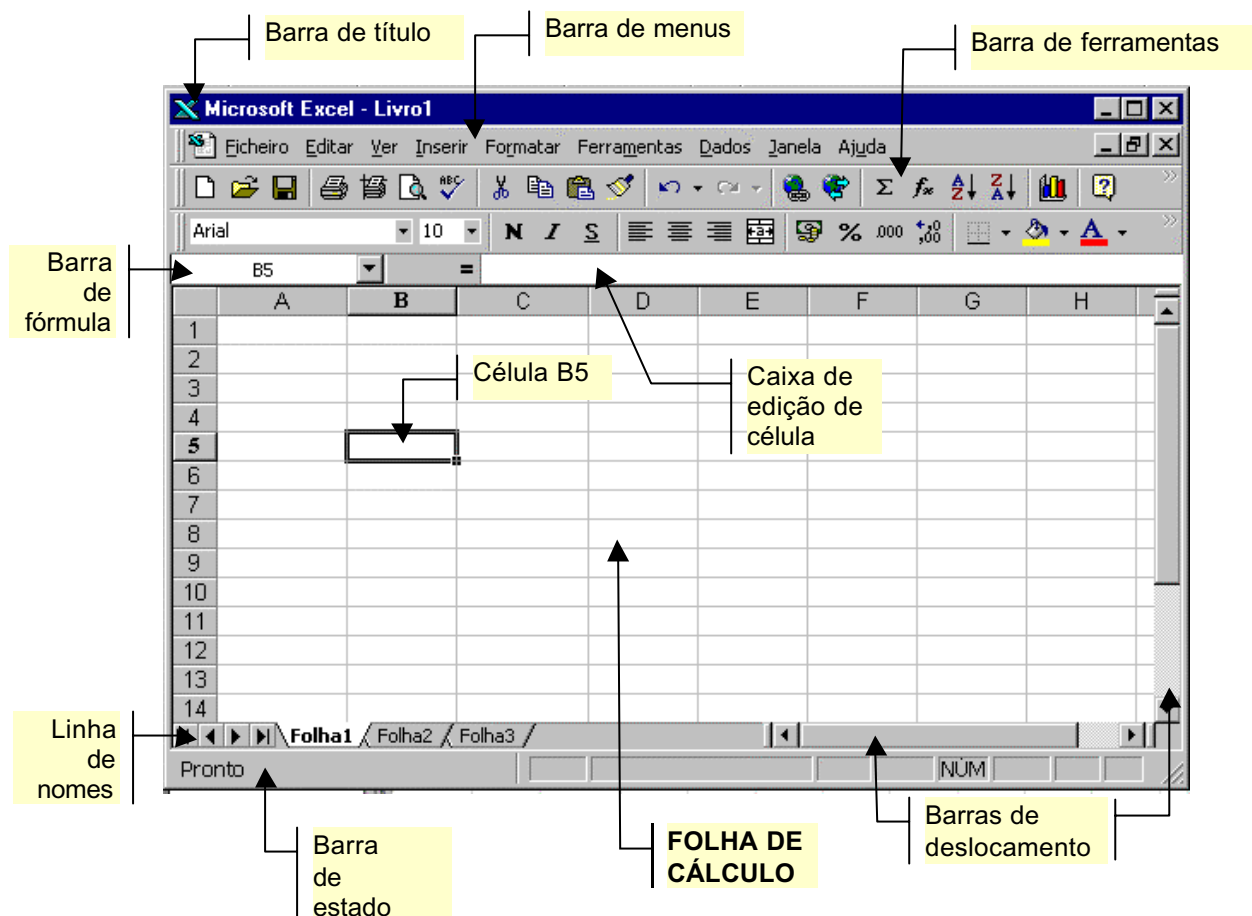 Barra de título
Barra de menus
Barra de ferramentas
Microsoft Excel - Livro1
Ficheiro Editar Ver Inserir Formatar Ferramentas Dados Janela Ajuda
ABC Σ fx A Z Z A ?
Arial 10 N I S % .000 ,00 A
Barra
de
fórmula
B5 =
A B C D E F G H
1
2
3
4
5
6
7
8
9
10
11
12
13
14
Célula B5
Caixa de
edição de
célula
Linha
de
nomes
Folha1 Folha2 Folha3
Pronto NÚM
Barra
de
estado
FOLHA DE
CÁLCULO
Barras de
deslocamento